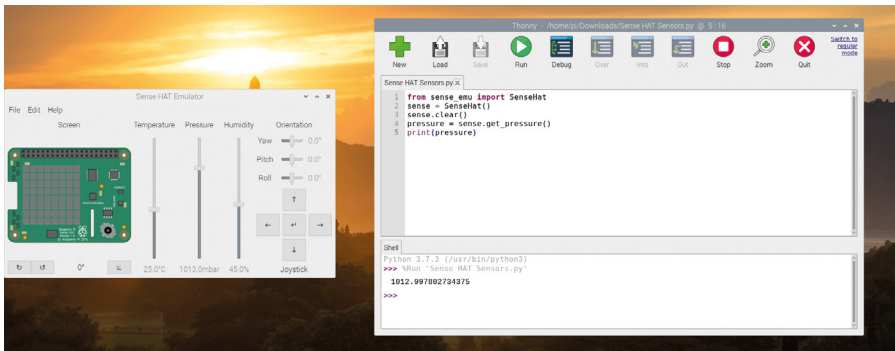 Sense HAT Emulator
File Edit Help
Screen
Temperature
Pressure
Humidity
Orientation
Yaw 0.0°
Pitch 0.0°
Roll 0.0°
0°
25.0°C
1013.0mbar
45.0%
Joystick
Thonny - /home/pi/Downloads/Sense HAT Sensors.py @ 5:16
New
Load
Save
Run
Debug
Over
Into
Out
Stop
Zoom
Quit
Switch to
regular
mode
Sense HAT Sensors.py
1 from sense_emu import SenseHat
2 sense = SenseHat()
3 sense.clear()
4 pressure = sense.get_pressure()
5 print(pressure)
Shell
Python 3.7.3 (/usr/bin/python3)
>>> %Run 'Sense HAT Sensors.py'
1012.997802734375
>>>